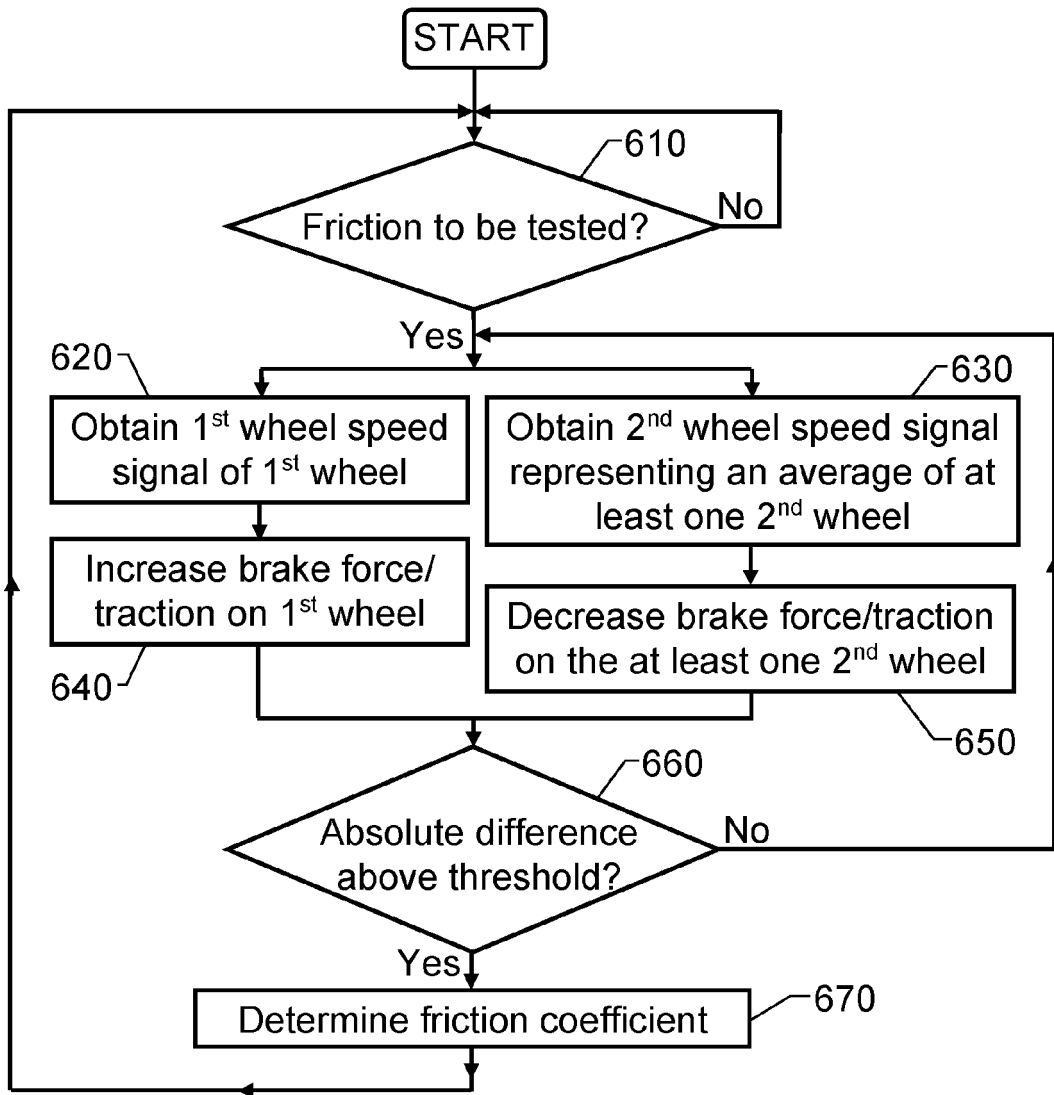 START
610
Friction to be tested?
No
Yes
620
630
Obtain 1st wheel speed
signal of 1st wheel
Obtain 2nd wheel speed signal
representing an average of at
least one 2nd wheel
Increase brake force/
traction on 1st wheel
Decrease brake force/traction
on the at least one 2nd wheel
640
650
660
Absolute difference
above threshold?
No
Yes
670
Determine friction coefficient